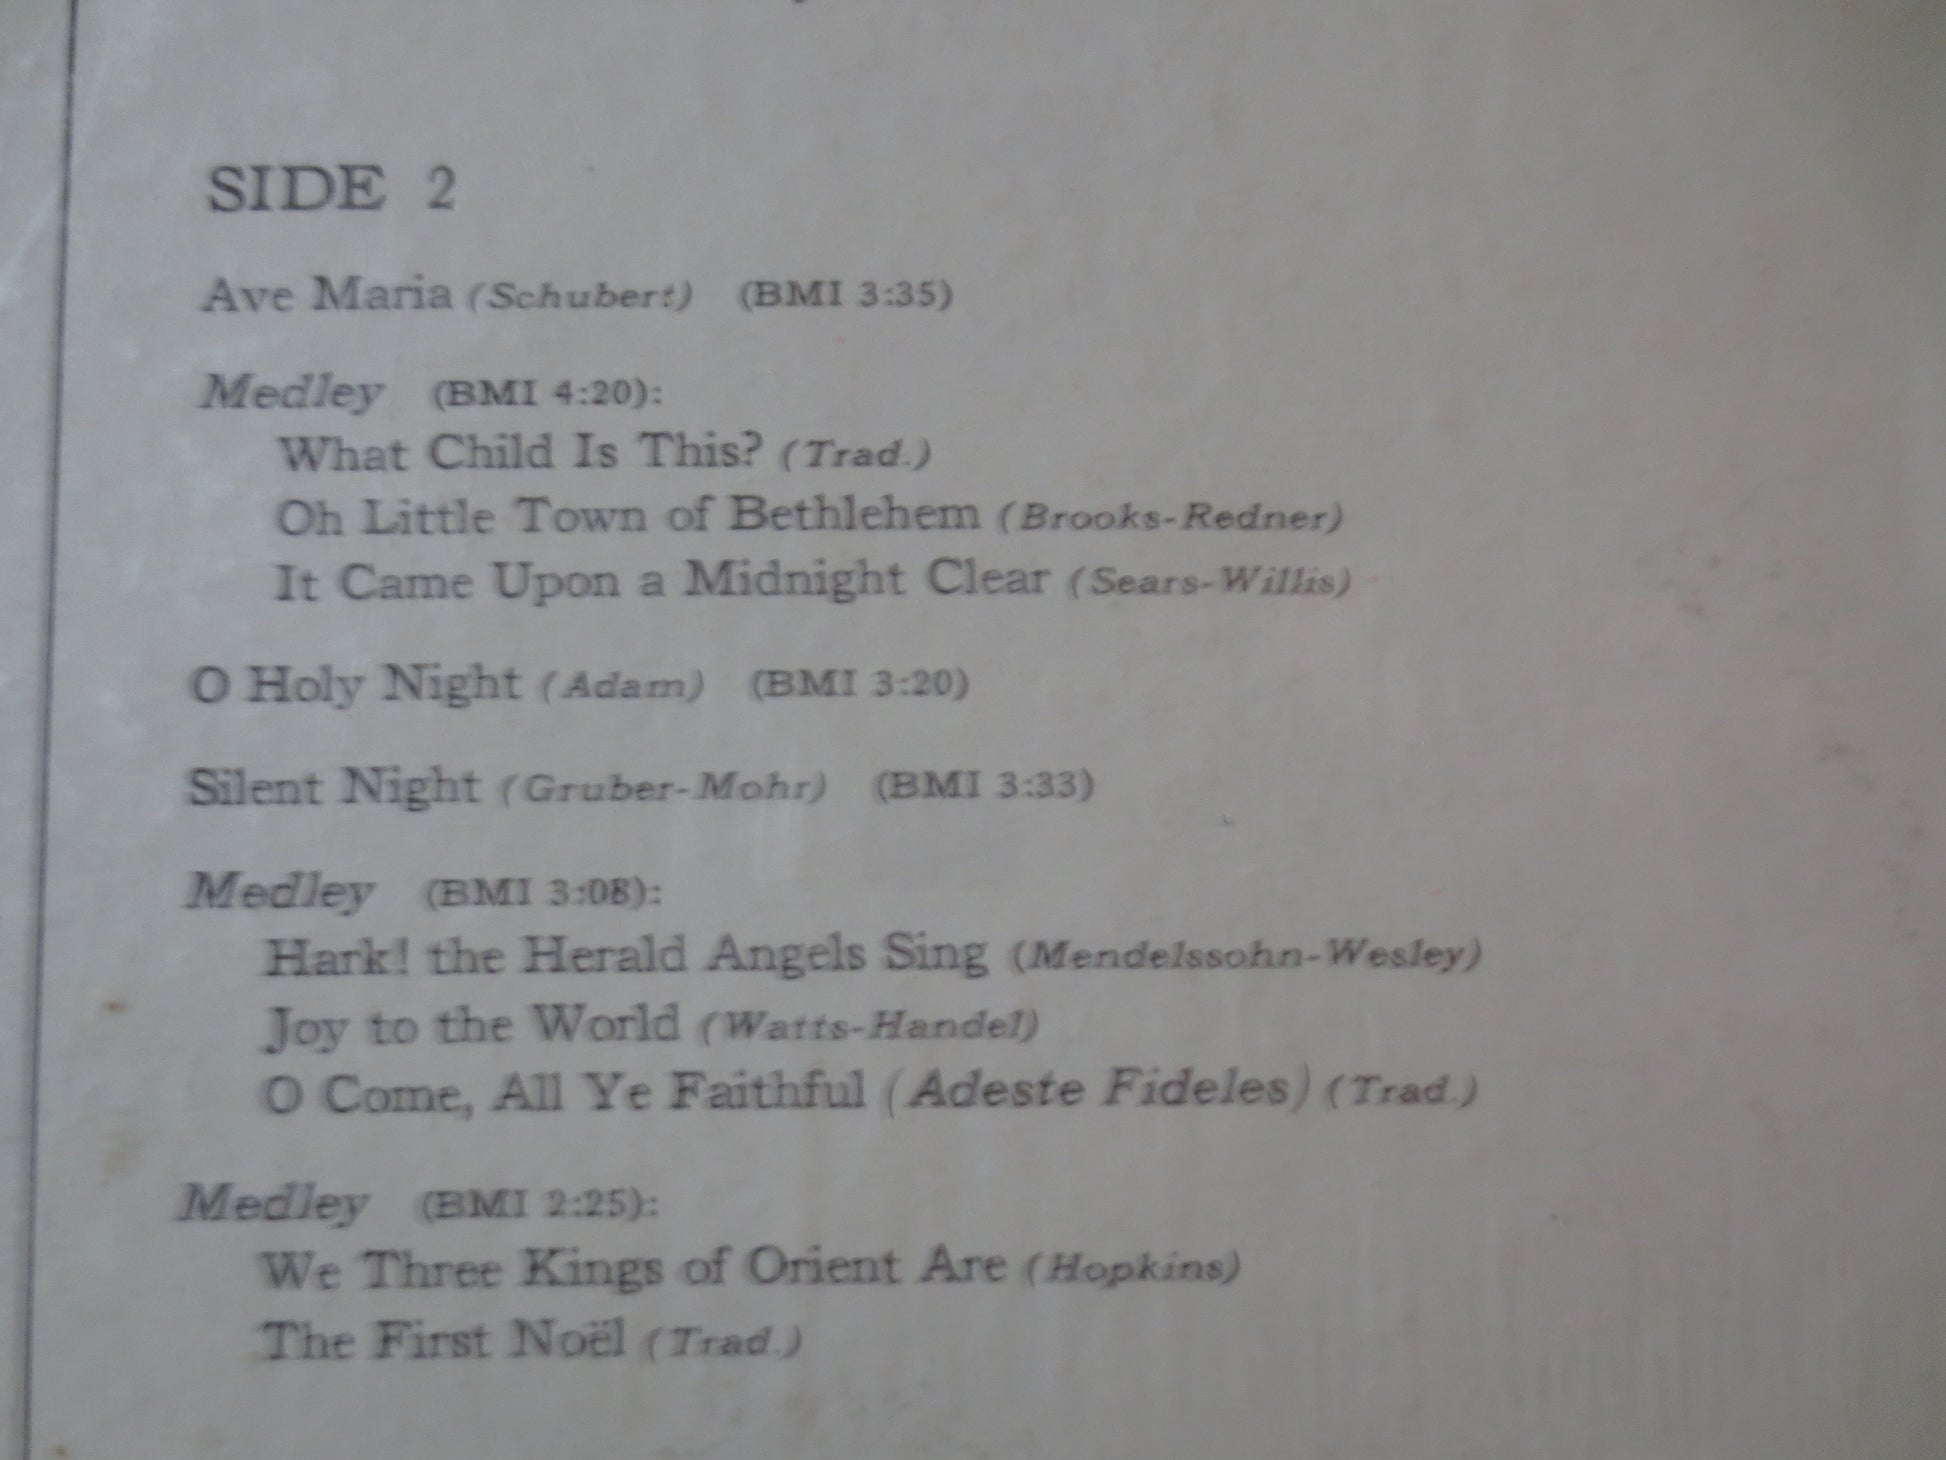 SIDE 2
Ave Maria (Schubert) (BMI 3:35)
Medley (BMI 4:20):
What Child Is This? (Trad.)
Oh Little Town of Bethlehem (Brooks-Redner)
It Came Upon a Midnight Clear (Sears-Willis)
O Holy Night (Adam) (BMI 3:20)
Silent Night (Gruber-Mohr) (BMI 3:33)
Medley (BMI 3:08):
Hark! the Herald Angels Sing (Mendelssohn-Wesley)
Joy to the World (Watts-Handel)
O Come, All Ye Faithful (Adeste Fideles) (Trad.)
Medley (BMI 2:25):
We Three Kings of Orient Are (Hopkins)
The First Noël (Trad.)